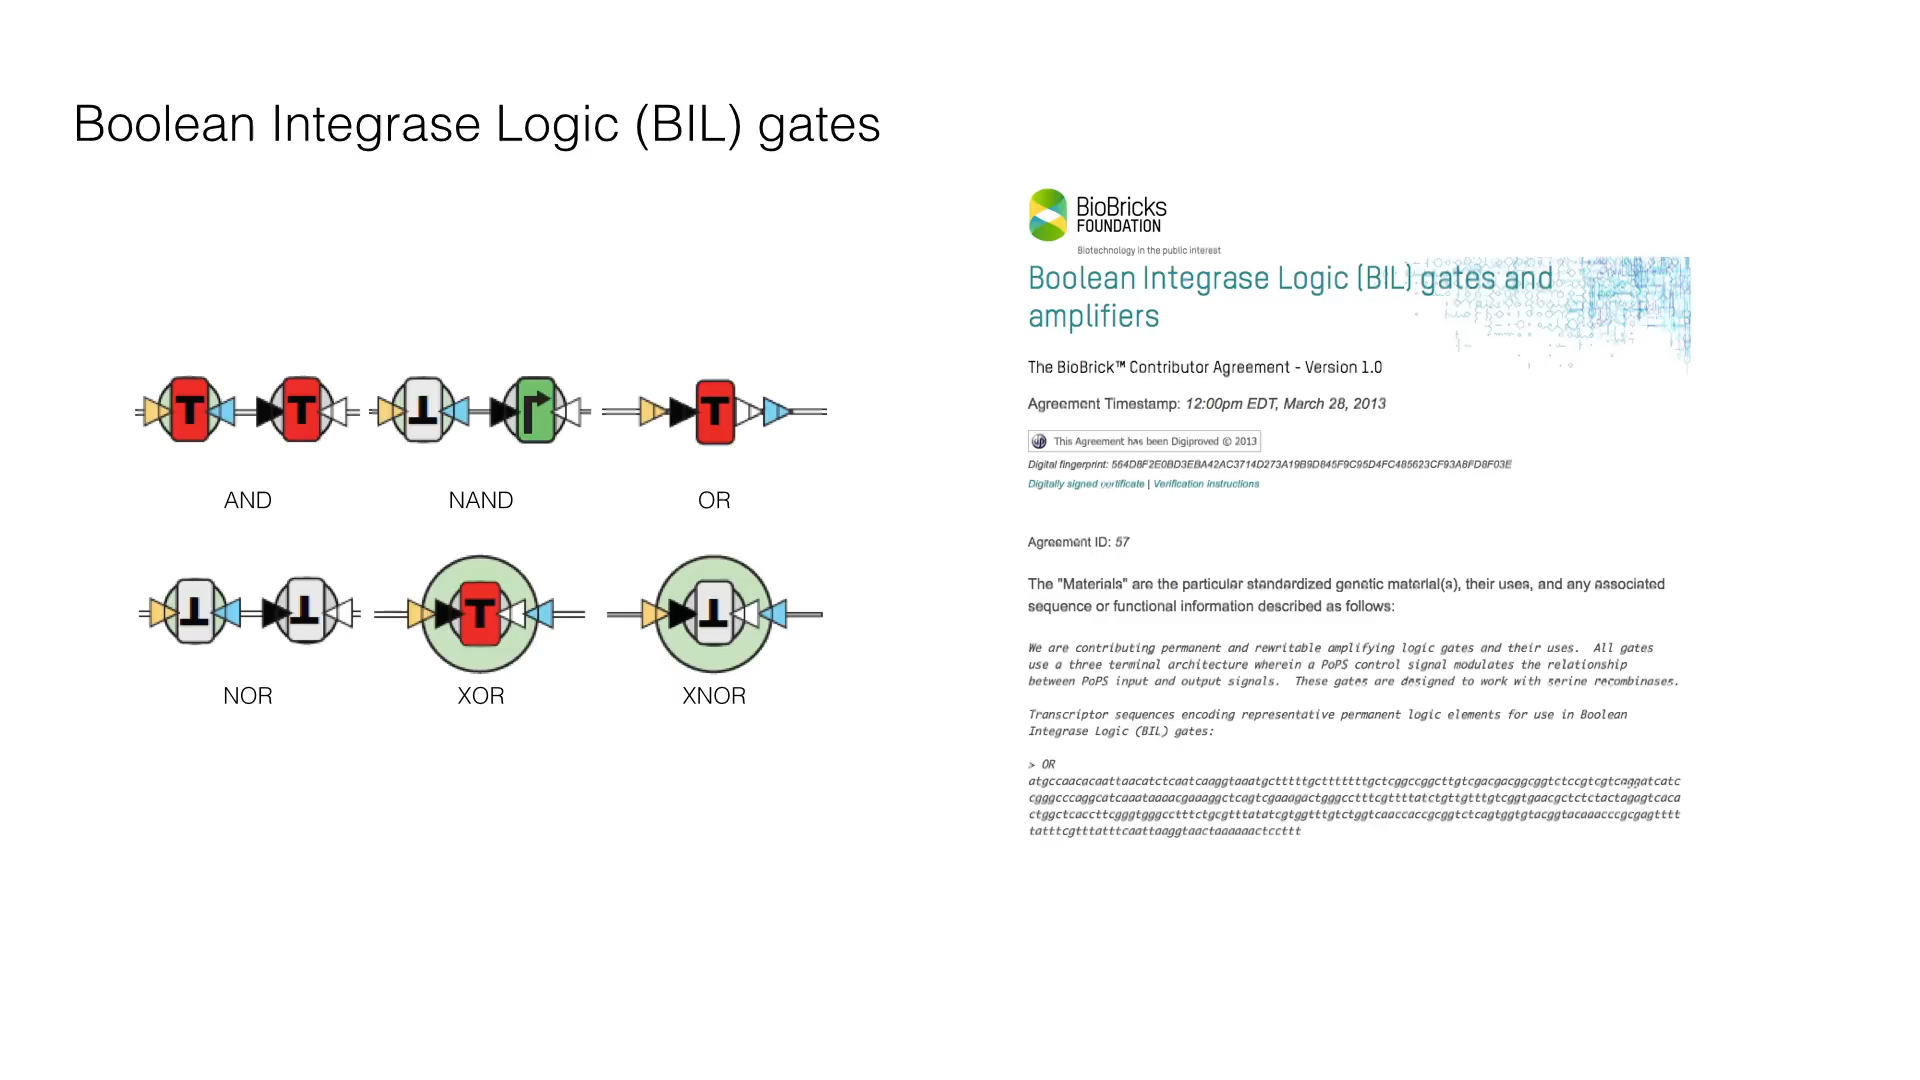 Boolean Integrase Logic (BIL) gates
T T T
AND NAND OR
T
NOR XOR XNOR
BioBricks
FOUNDATION
Biotechnology in the public interest
Boolean Integrase Logic (BIL) gates and
amplifiers
The BioBrick™ Contributor Agreement - Version 1.0
Agreement Timestamp: 12:00pm EDT, March 28, 2013
This Agreement has been Digiproved © 2013
Digitally signed certificate | Verification instructions
Agreement ID: 57
The "Materials" are the particular standardized genetic material(s), their uses, and any associated
sequence or functional information described as follows:
We are contributing permanent and rewritable amplifying logic gates and their uses. All gates
use a three terminal architecture wherein a PoPS control signal modulates the relationship
between PoPS input and output signals. These gates are designed to work with serine recombinases.
Transcriptor sequences encoding representative permanent logic elements for use in Boolean
Integrase Logic (BIL) gates:
> OR
Digital fingerprint:
tatttcgtttatttcaattaaggtaactaaaaaactccttt